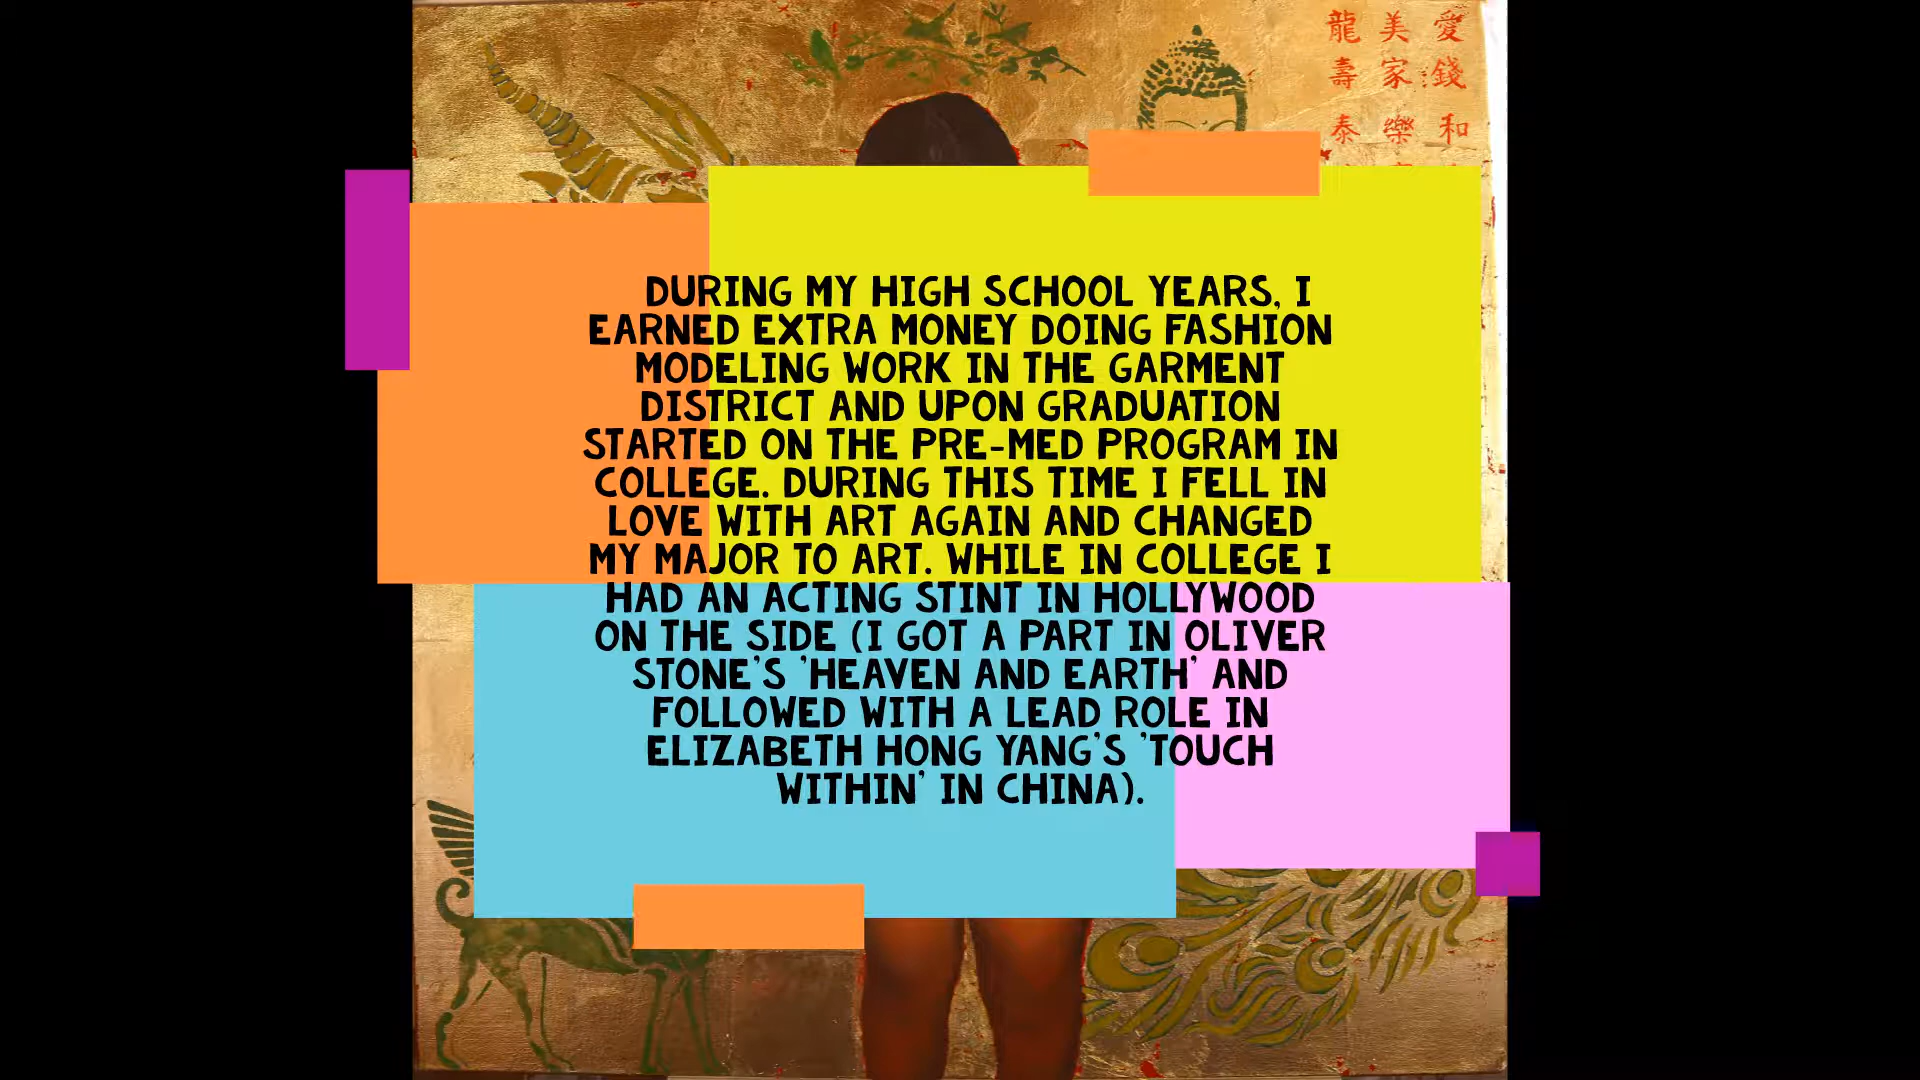 龍 美 愛
壽 家 錢
泰 樂 和
DURING MY HIGH SCHOOL YEARS, I
EARNED EXTRA MONEY DOING FASHION
MODELING WORK IN THE GARMENT
DISTRICT AND UPON GRADUATION
STARTED ON THE PRE-MED PROGRAM IN
COLLEGE. DURING THIS TIME I FELL IN
LOVE WITH ART AGAIN AND CHANGED
MY MAJOR TO ART. WHILE IN COLLEGE I
HAD AN ACTING STINT IN HOLLYWOOD
ON THE SIDE (I GOT A PART IN OLIVER
STONE'S 'HEAVEN AND EARTH' AND
FOLLOWED WITH A LEAD ROLE IN
ELIZABETH HONG YANG'S 'TOUCH
WITHIN' IN CHINA).